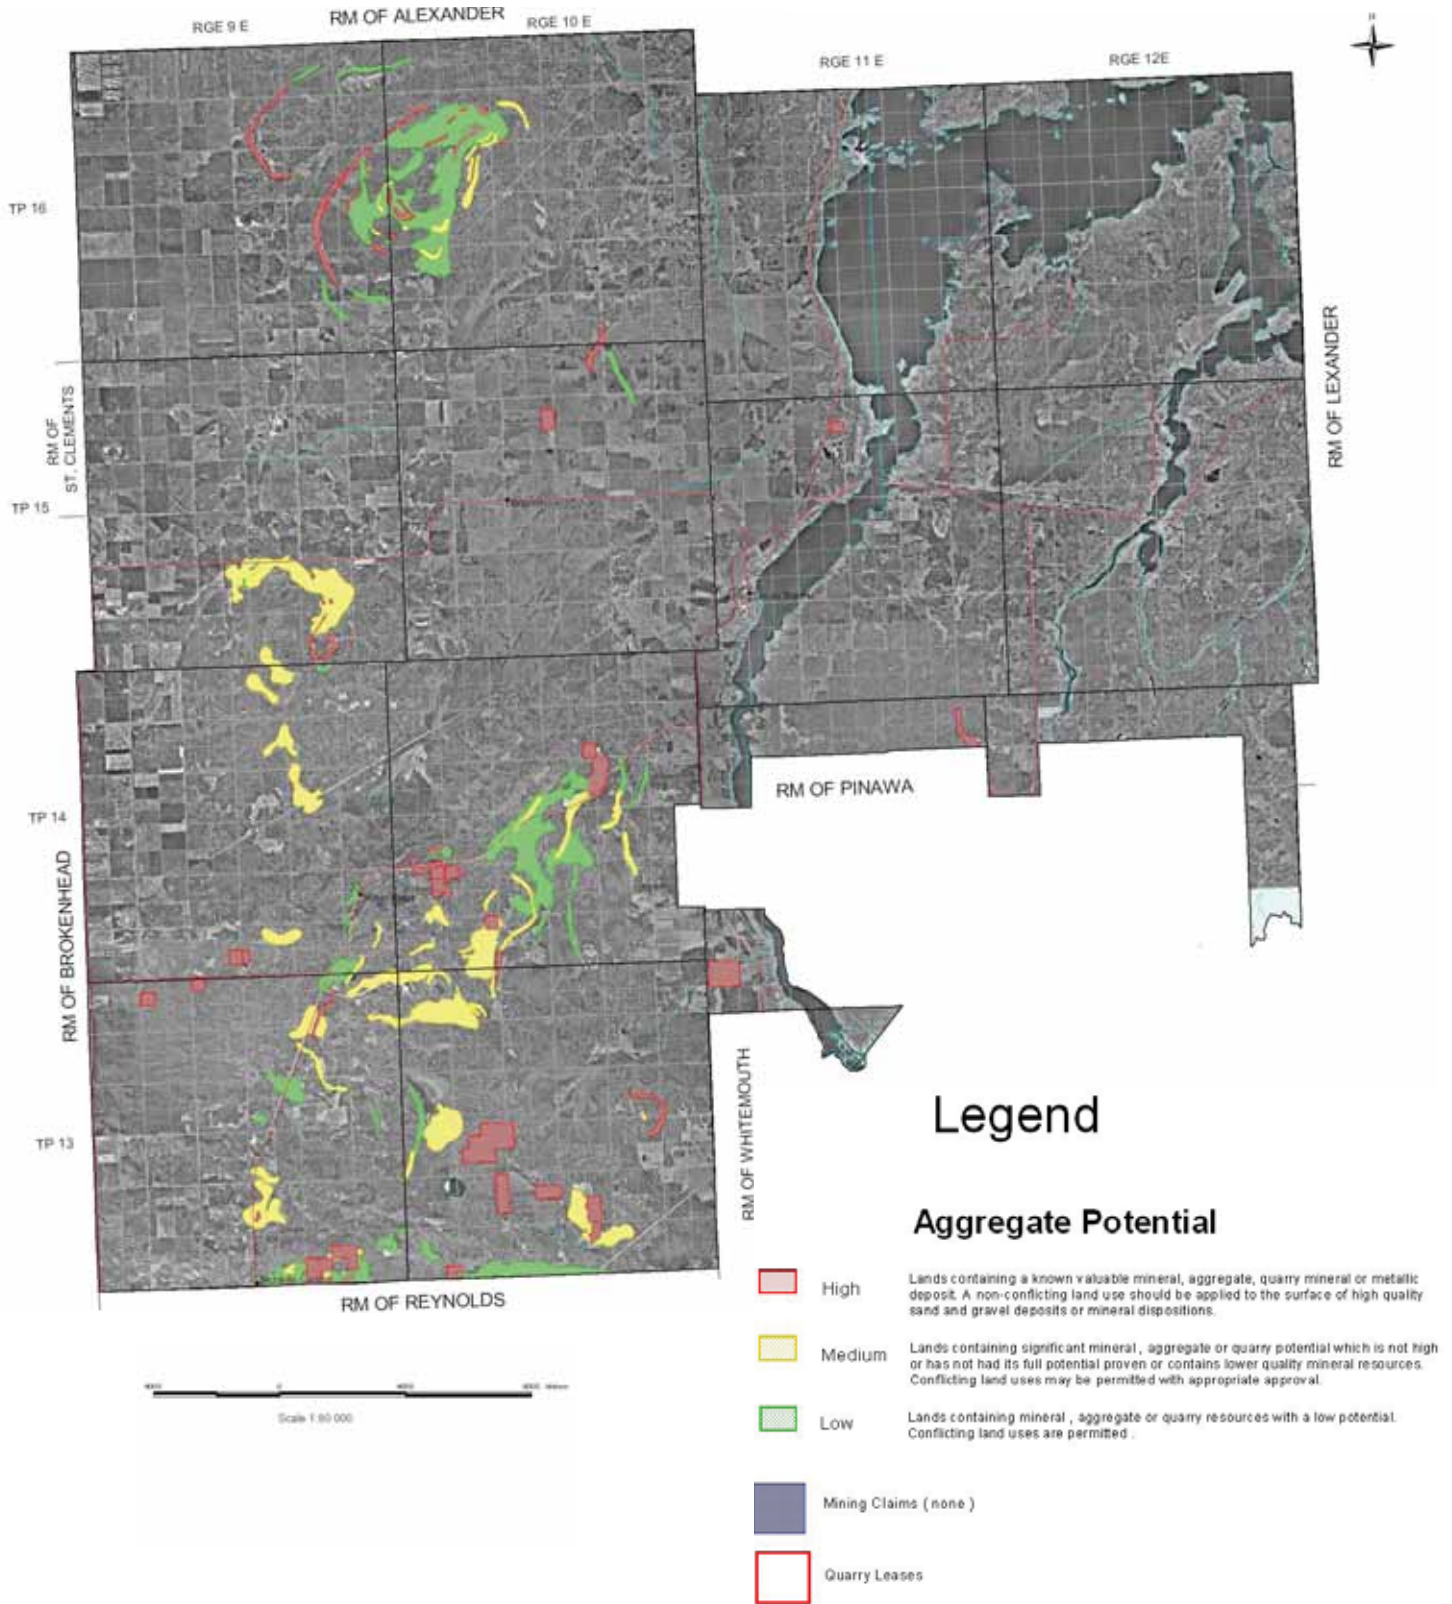 RM OF ALEXANDER
RGE 9 E
RGE 10 E
RGE 11 E
RGE 12E
TP 16
RM OF
ST. CLEMENTS
RM OF LEXANDER
TP 15
RM OF PINAWA
TP 14
RM OF BROKENHEAD
RM OF WHITEMOUTH
TP 13
RM OF REYNOLDS
Scale 1:80 000
Legend
Aggregate Potential
High
Lands containing a known valuable mineral, aggregate, quarry mineral or metallic
deposit. A non-conflicting land use should be applied to the surface of high quality
sand and gravel deposits or mineral dispositions.
Medium
Lands containing significant mineral , aggregate or quarry potential which is not high
or has not had its full potential proven or contains lower quality mineral resources.
Conflicting land uses may be permitted with appropriate approval.
Low
Lands containing mineral , aggregate or quarry resources with a low potential.
Conflicting land uses are permitted .
Mining Claims ( none )
Quarry Leases